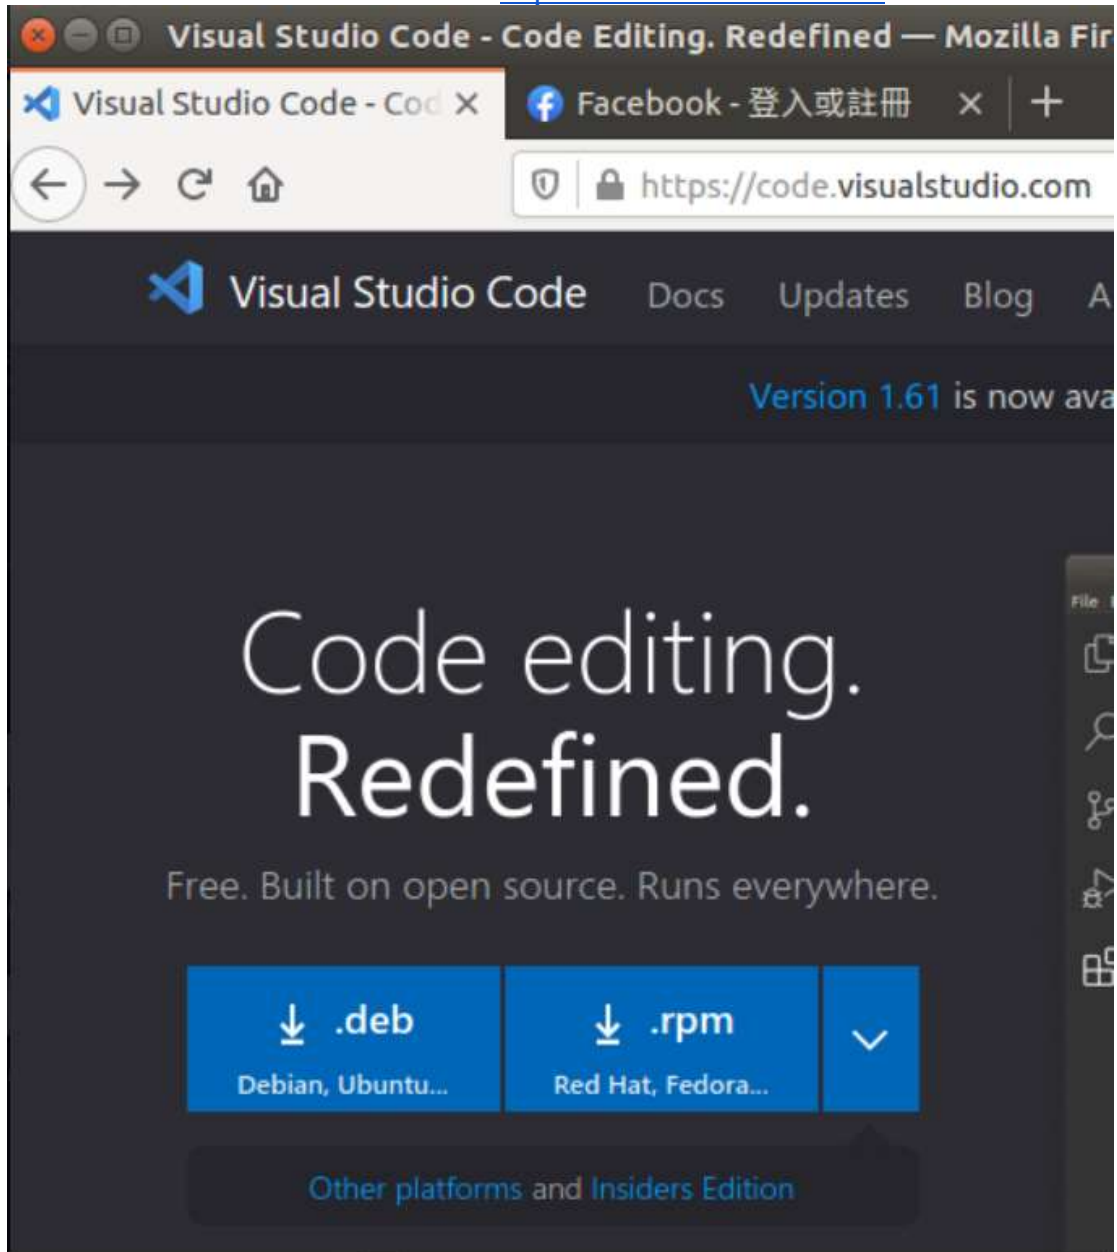 Visual Studio Code - Code Editing. Redefined — Mozilla Fir
Visual Studio Code - Cod
Facebook - 登入或註冊
https://code.visualstudio.com
Visual Studio Code Docs Updates Blog A
Version 1.61 is now ava
File
Code editing.
Redefined.
Free. Built on open source. Runs everywhere.
.deb
Debian, Ubuntu...
.rpm
Red Hat, Fedora...
Other platforms and Insiders Edition